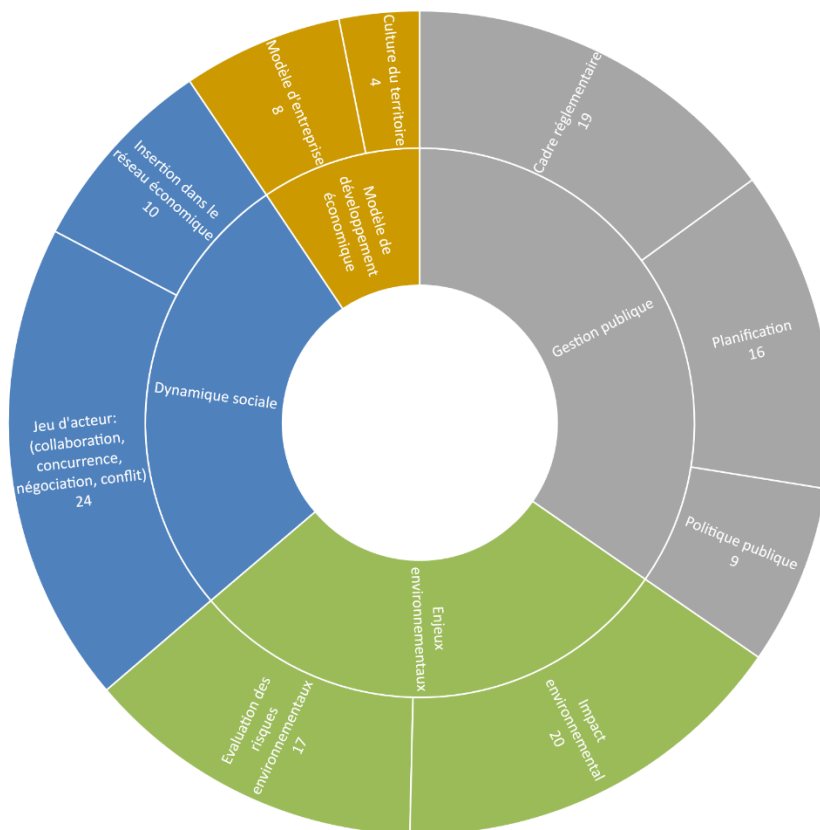 Cadre réglementaire
19
Planification
16
Politique publique
9
Gestion publique
Impact
environnemental
20
Evaluation des
risques
environnementaux
17
Enjeux
environnementaux
Jeu d'acteur:
(collaboration,
concurrence,
négociation, conflit)
24
Insertion dans le
réseau économique
10
Dynamique sociale
Modèle d'entreprise
8
Culture du territoire
4
Modèle de
développement
économique